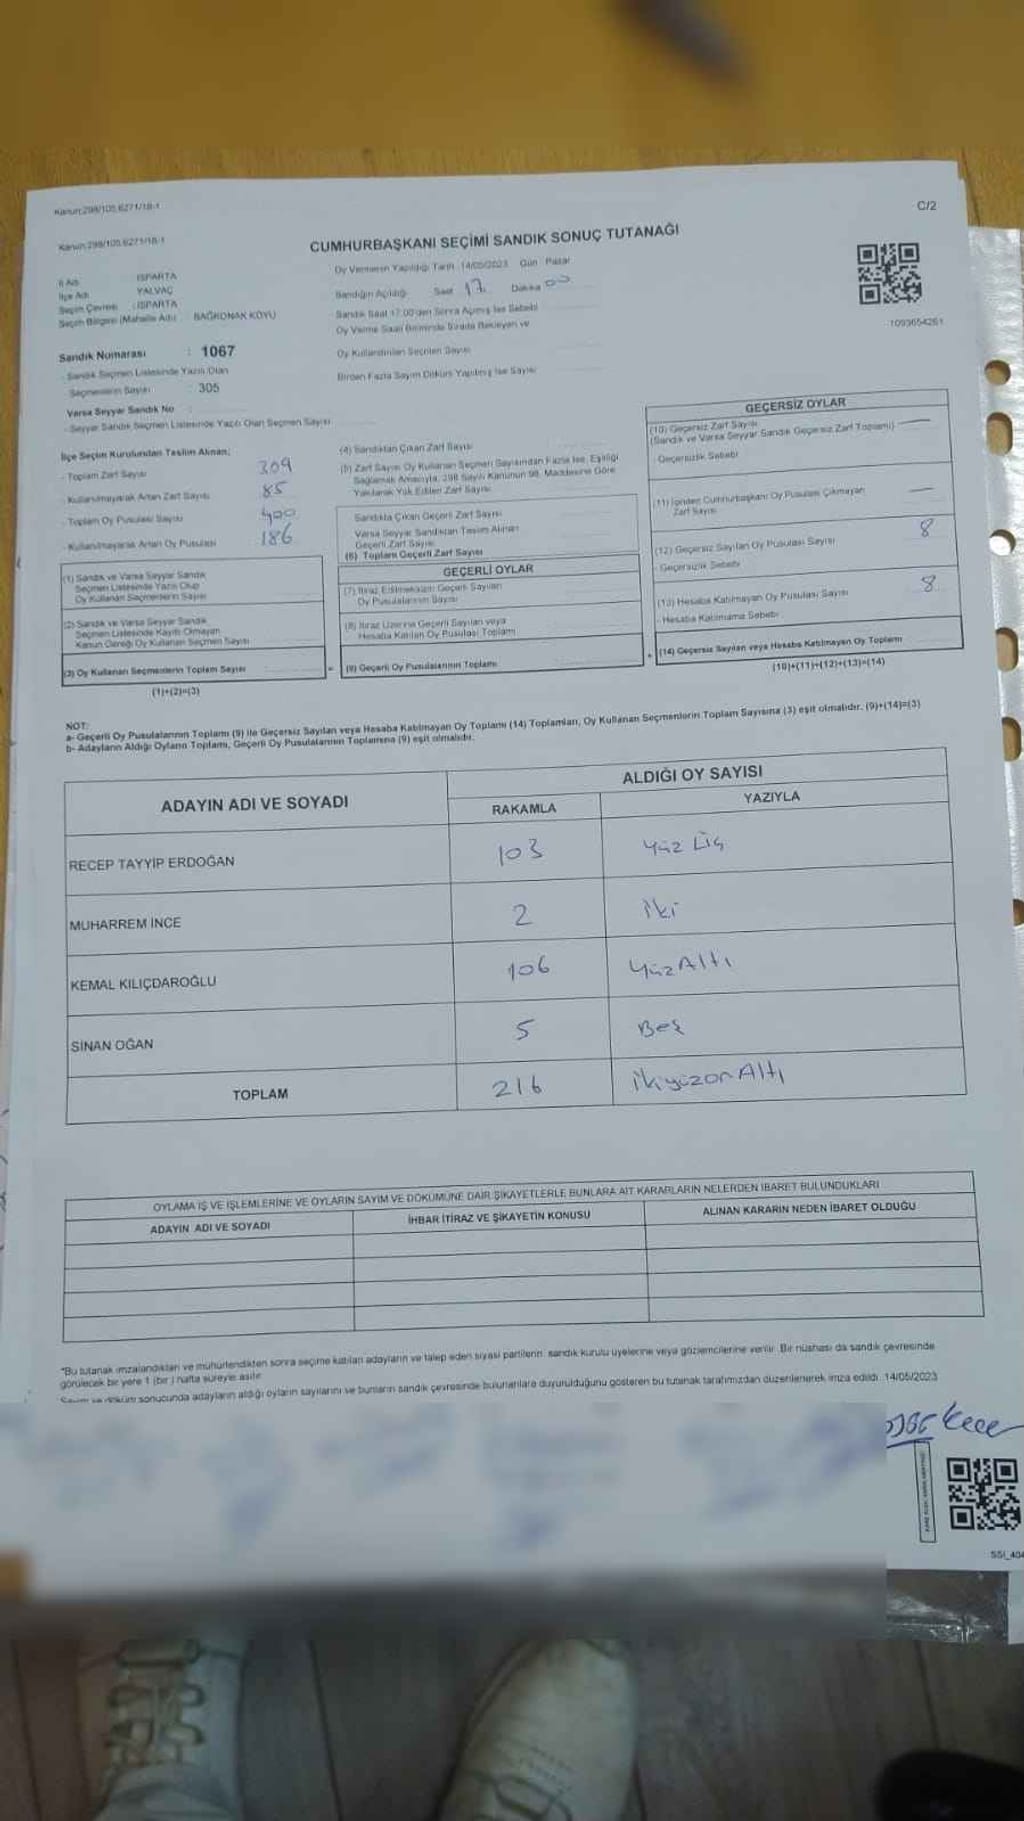 Kanun:298/105,6271/18-1
C/2
Kanun:298/105,6271/18-1
CUMHURBAŞKANI SEÇİMİ SANDIK SONUÇ TUTANAĞI
İl Adı : ISPARTA
İlçe Adı : YALVAÇ
Seçim Çevresi : ISPARTA
Seçim Bölgesi (Mahalle Adı) : BAĞKONAK KÖYÜ
Oy Vermenin Yapıldığı Tarih : 14/05/2023 Gün : Pazar
Sandığın Açıldığı Saat 17 Dakika 00
Sandık Saat 17:00'den Sonra Açılmış İse Sebebi
Oy Verme Saati Bitiminde Sırada Bekleyen ve
Oy Kullandırılan Seçmen Sayısı
Birden Fazla Sayım Döküm Yapılmış İse Sayısı
1093654261
Sandık Numarası : 1067
- Sandık Seçmen Listesinde Yazılı Olan
Seçmenlerin Sayısı : 305
Varsa Seyyar Sandık No :
- Seyyar Sandık Seçmen Listesinde Yazılı Olan Seçmen Sayısı
İlçe Seçim Kurulundan Teslim Alınan;
- Toplam Zarf Sayısı 309
- Kullanılmayarak Artan Zarf Sayısı 85
- Toplam Oy Pusulası Sayısı 400
- Kullanılmayarak Artan Oy Pusulası 186
(1) Sandık ve Varsa Seyyar Sandık
Seçmen Listesinde Yazılı Olup
Oy Kullanan Seçmenlerin Sayısı
(2) Sandık ve Varsa Seyyar Sandık
Seçmen Listesinde Kayıtlı Olmayan
Kanun Gereği Oy Kullanan Seçmen Sayısı
(3) Oy Kullanan Seçmenlerin Toplam Sayısı
(1)+(2)=(3)
(4) Sandıktan Çıkan Zarf Sayısı
(5) Zarf Sayısı Oy Kullanan Seçmen Sayısından Fazla İse, Eşitliği
Sağlamak Amacıyla, 298 Sayılı Kanunun 98. Maddesine Göre
Yakılarak Yok Edilen Zarf Sayısı
Sandıkta Çıkan Geçerli Zarf Sayısı
Varsa Seyyar Sandıktan Teslim Alınan
Geçerli Zarf Sayısı
(6) Toplam Geçerli Zarf Sayısı
GEÇERLİ OYLAR
(7) İtiraz Edilmeksizin Geçerli Sayılan
Oy Pusulalarının Sayısı
(8) İtiraz Üzerine Geçerli Sayılan veya
Hesaba Katılan Oy Pusulası Toplamı
=
(9) Geçerli Oy Pusulalarının Toplamı
GEÇERSİZ OYLAR
(10) Geçersiz Zarf Sayısı
(Sandık ve Varsa Seyyar Sandık Geçersiz Zarf Toplamı) —
- Geçersizlik Sebebi
(11) İçinden Cumhurbaşkanı Oy Pusulası Çıkmayan
Zarf Sayısı —
(12) Geçersiz Sayılan Oy Pusulası Sayısı 8
- Geçersizlik Sebebi
(13) Hesaba Katılmayan Oy Pusulası Sayısı 8
- Hesaba Katılmama Sebebi
+
(14) Geçersiz Sayılan veya Hesaba Katılmayan Oy Toplamı
(10)+(11)+(12)+(13)=(14)
NOT:
a- Geçerli Oy Pusulalarının Toplamı (9) ile Geçersiz Sayılan veya Hesaba Katılmayan Oy Toplamı (14) Toplamları, Oy Kullanan Seçmenlerin Toplam Sayısına (3) eşit olmalıdır. (9)+(14)=(3)
b- Adayların Aldığı Oyların Toplamı, Geçerli Oy Pusulalarının Toplamına (9) eşit olmalıdır.
ADAYIN ADI VE SOYADI
ALDIĞI OY SAYISI
RAKAMLA YAZIYLA
RECEP TAYYİP ERDOĞAN 103 Yüz Üç
MUHARREM İNCE 2 iki
KEMAL KILIÇDAROĞLU 106 YüzAltı
SİNAN OĞAN 5 Beş
TOPLAM 216 ikiyüzonAltı
OYLAMA İŞ VE İŞLEMLERİNE VE OYLARIN SAYIM VE DÖKÜMÜNE DAİR ŞİKAYETLERLE BUNLARA AİT KARARLARIN NELERDEN İBARET BULUNDUKLARI
ADAYIN ADI VE SOYADI İHBAR İTİRAZ VE ŞİKAYETİN KONUSU ALINAN KARARIN NEDEN İBARET OLDUĞU
*Bu tutanak imzalandıktan ve mühürlendikten sonra seçime katılan adayların ve talep eden siyasi partilerin, sandık kurulu üyelerine veya gözlemcilerine verilir. Bir nüshası da sandık çevresinde
görülecek bir yere 1 (bir) hafta süreyle asılır.
Sayım ve döküm sonucunda adayların aldığı oyların sayılarını ve bunların sandık çevresinde bulunanlara duyurulduğunu gösteren bu tutanak tarafımızdan düzenlenerek imza edildi. 14/05/2023